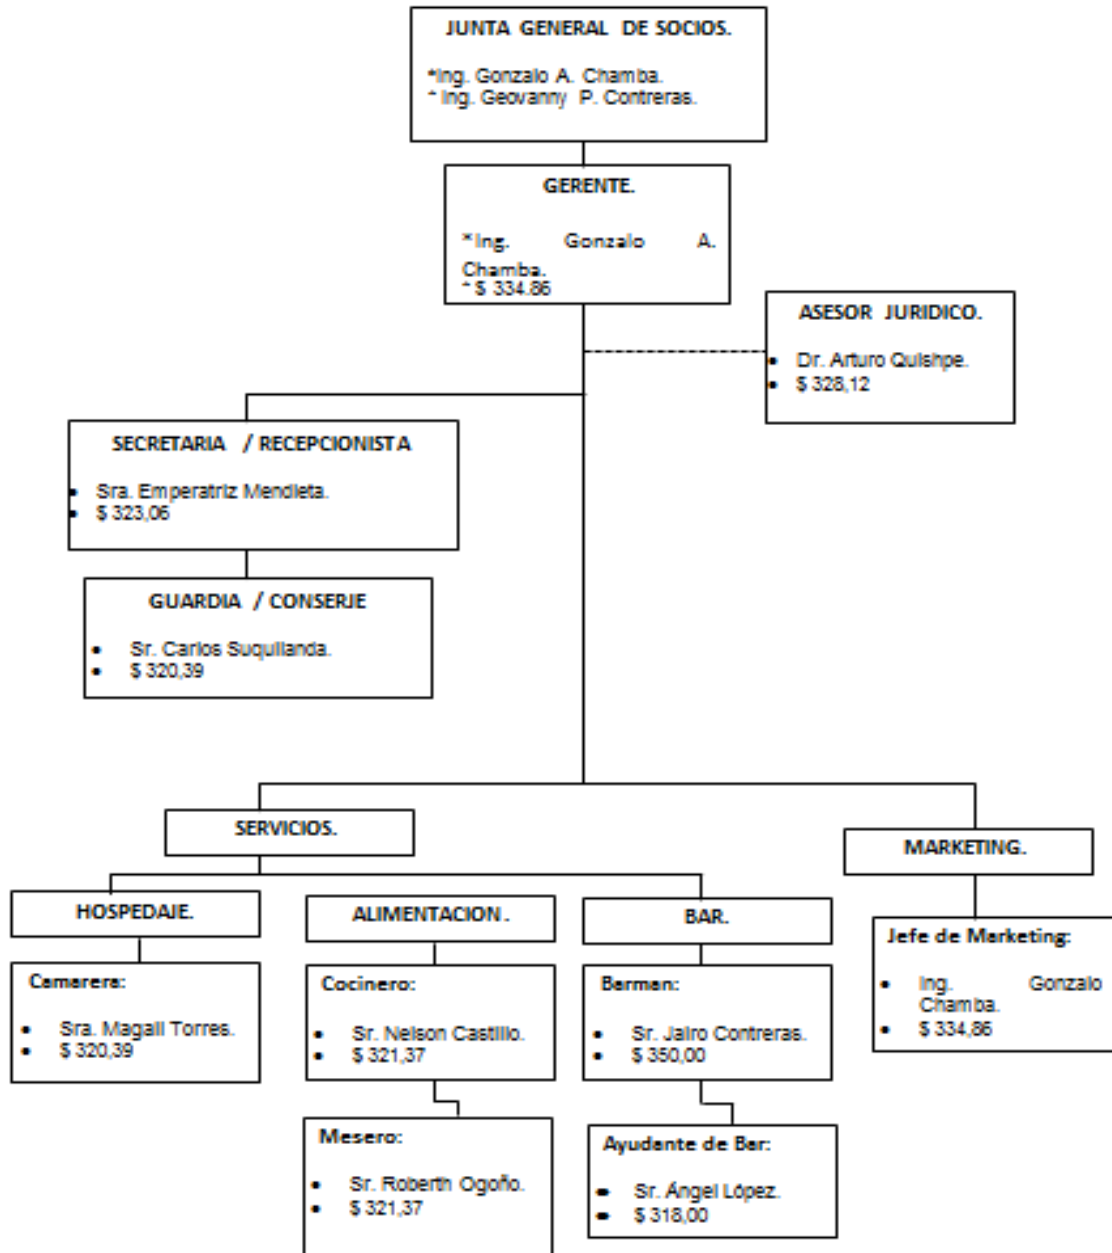 JUNTA GENERAL DE SOCIOS.
*Ing. Gonzalo A. Chamba.
* Ing. Geovanny P. Contreras.
GERENTE.
*Ing. Gonzalo A.
Chamba.
* $ 334.86
ASESOR JURIDICO.
• Dr. Arturo Quishpe.
• $ 328,12
SECRETARIA / RECEPCIONISTA
• Sra. Emperatriz Mendieta.
• $ 323,06
GUARDIA / CONSERJE
• Sr. Carlos Suquilanda.
• $ 320,39
SERVICIOS.
MARKETING.
HOSPEDAJE.
ALIMENTACION.
BAR.
Jefe de Marketing:
• Ing. Gonzalo
Chamba.
• $ 334,86
Camarera:
• Sra. Magali Torres.
• $ 320,39
Cocinero:
• Sr. Nelson Castillo.
• $ 321,37
Barman:
• Sr. Jairo Contreras.
• $ 350,00
Mesero:
• Sr. Roberth Ogoño.
• $ 321,37
Ayudante de Bar:
• Sr. Ángel López.
• $ 318,00